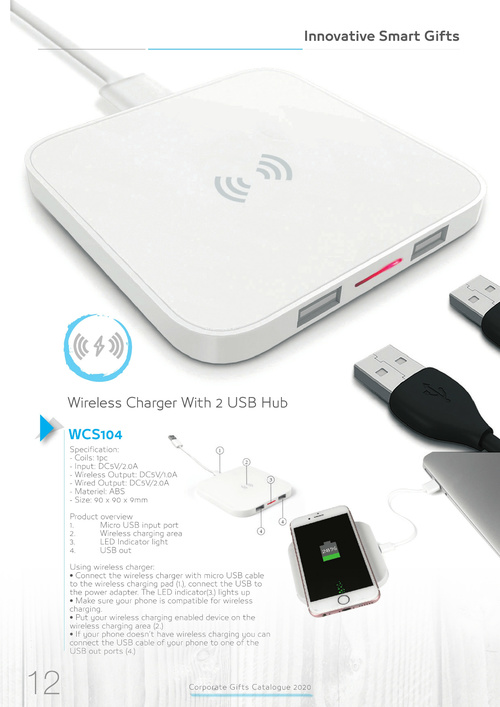 Innovative Smart Gifts
Wireless Charger With 2 USB Hub
WCS104
Specification:
- Coils: 1pc
- Input: DC5V/2.0A
- Wireless Output: DC5V/1.0A
- Wired Output: DC5V/2.0A
- Materiel: ABS
- Size: 90 x 90 x 9mm
Product overview
1. Micro USB input port
2. Wireless charging area
3. LED Indicator light
4. USB out
Using wireless charger:
• Connect the wireless charger with micro USB cable
to the wireless charging pad (1.), connect the USB to
the power adapter. The LED indicator(3.) lights up
• Make sure your phone is compatible for wireless
charging.
• Put your wireless charging enabled device on the
wireless charging area (2.)
• If your phone doesn't have wireless charging you can
connect the USB cable of your phone to one of the
USB out ports (4.)
1
2
3
4
4
28%
12
Corporate Gifts Catalogue 2020